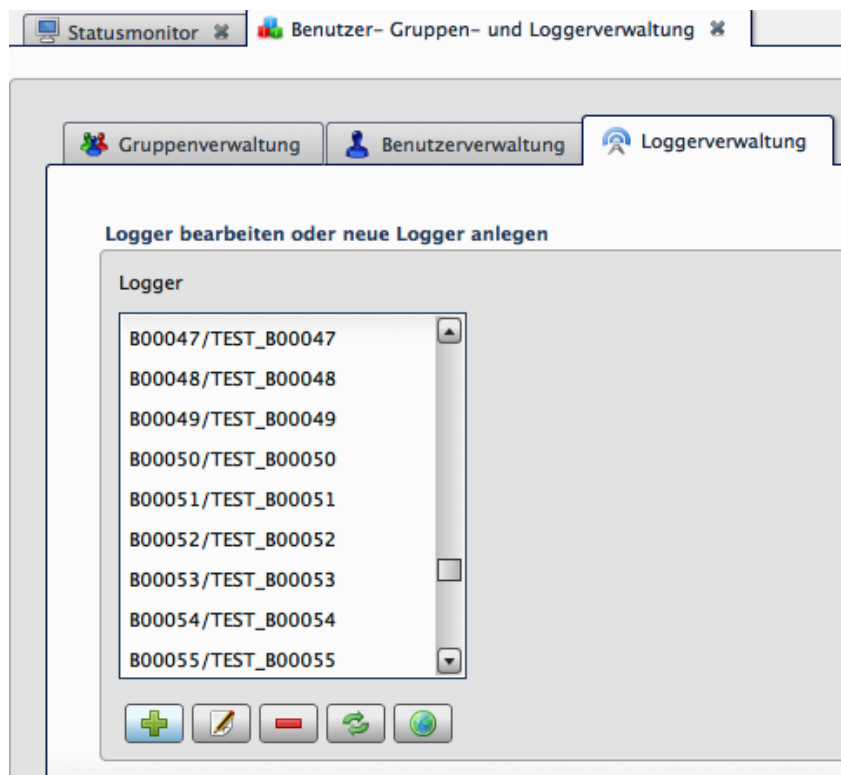 Statusmonitor
Benutzer- Gruppen- und Loggerverwaltung
Gruppenverwaltung
Benutzerverwaltung
Loggerverwaltung
Logger bearbeiten oder neue Logger anlegen
Logger
B00047/TEST_B00047
B00048/TEST_B00048
B00049/TEST_B00049
B00050/TEST_B00050
B00051/TEST_B00051
B00052/TEST_B00052
B00053/TEST_B00053
B00054/TEST_B00054
B00055/TEST_B00055